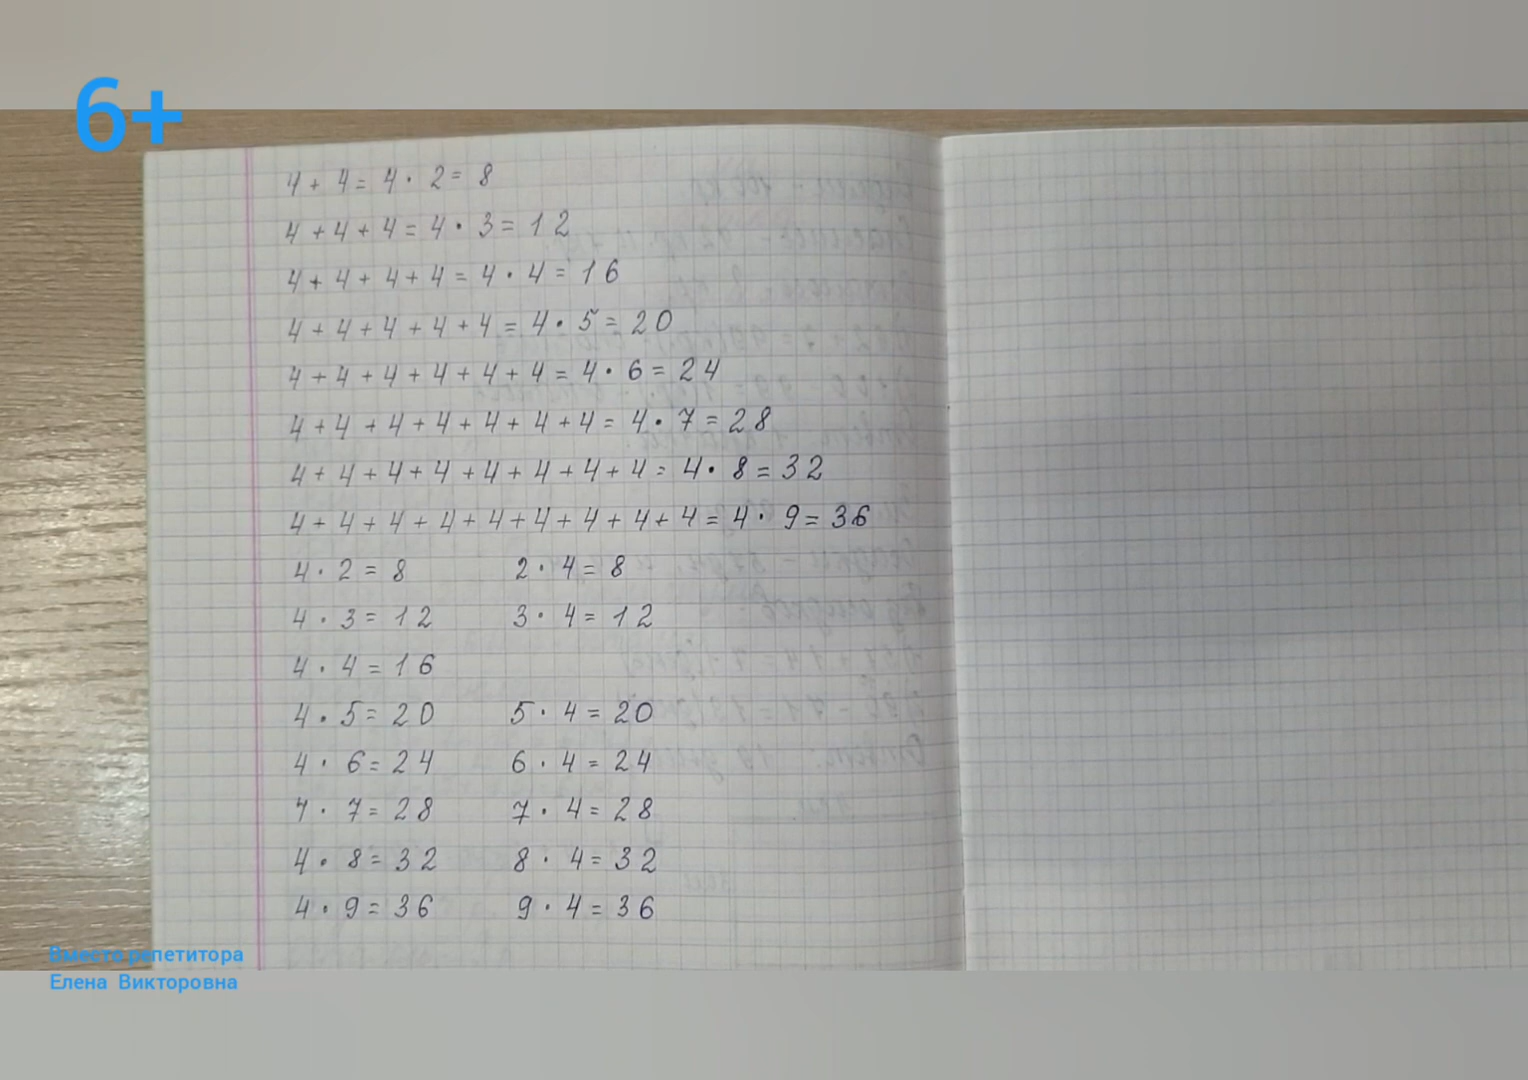 6+
4 + 4 = 4 · 2 = 8
4 + 4 + 4 = 4 · 3 = 12
4 + 4 + 4 + 4 = 4 · 4 = 16
4 + 4 + 4 + 4 + 4 = 4 · 5 = 20
4 + 4 + 4 + 4 + 4 + 4 = 4 · 6 = 24
4 + 4 + 4 + 4 + 4 + 4 + 4 = 4 · 7 = 28
4 + 4 + 4 + 4 + 4 + 4 + 4 + 4 = 4 · 8 = 32
4 + 4 + 4 + 4 + 4 + 4 + 4 + 4 + 4 = 4 · 9 = 36
4 · 2 = 8 2 · 4 = 8
4 · 3 = 12 3 · 4 = 12
4 · 4 = 16
4 · 5 = 20 5 · 4 = 20
4 · 6 = 24 6 · 4 = 24
4 · 7 = 28 7 · 4 = 28
4 · 8 = 32 8 · 4 = 32
4 · 9 = 36 9 · 4 = 36
Вместо репетитора
Елена Викторовна